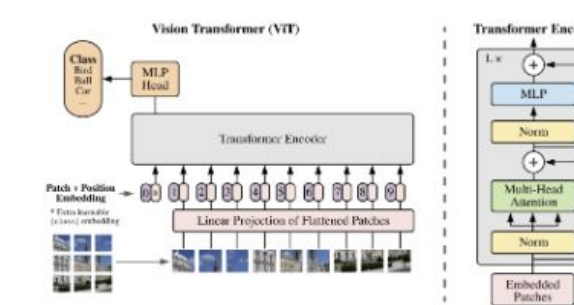 Vision Transformer (ViT)
Class
Bird
Ball
Car
...
MLP
Head
Transformer Encoder
Patch + Position
Embedding
* Extra learnable
[class] embedding
0 * 1 2 3 4 5 6 7 8 9
Linear Projection of Flattened Patches
Transformer Enc
L x
+
MLP
Norm
+
Multi-Head
Attention
Norm
Embedded
Patches